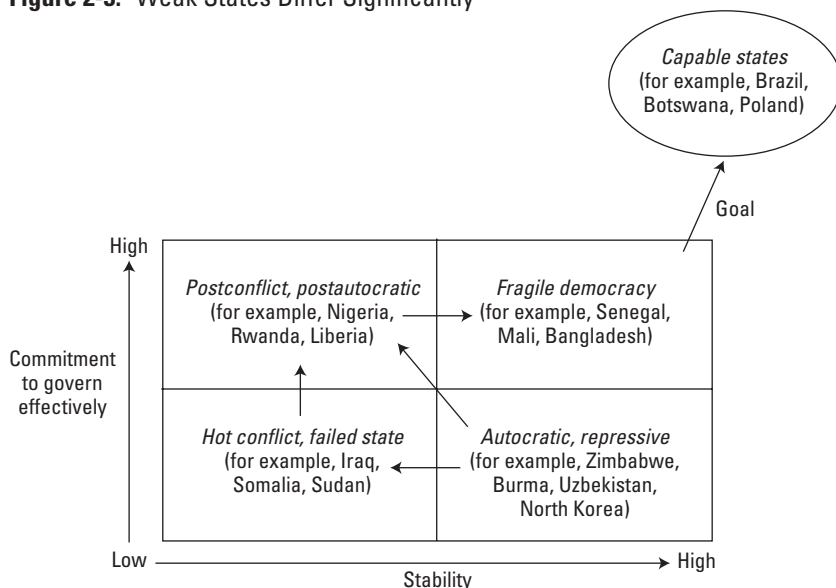 Figure 2-3. Weak States Differ Significantly
Capable states
(for example, Brazil,
Botswana, Poland)
Goal
High
Postconflict, postautocratic
(for example, Nigeria,
Rwanda, Liberia)
Fragile democracy
(for example, Senegal,
Mali, Bangladesh)
Commitment
to govern
effectively
Hot conflict, failed state
(for example, Iraq,
Somalia, Sudan)
Autocratic, repressive
(for example, Zimbabwe,
Burma, Uzbekistan,
North Korea)
Low
High
Stability